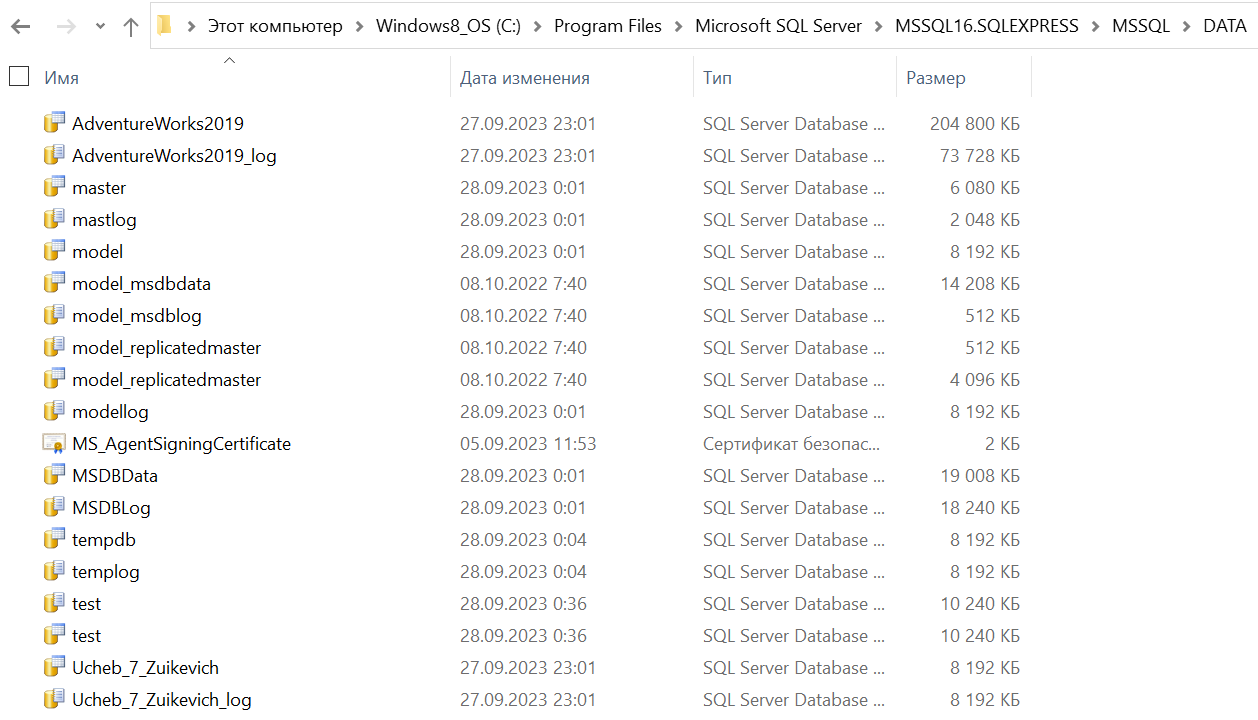 Этот компьютер > Windows8_OS (C:) > Program Files > Microsoft SQL Server > MSSQL16.SQLEXPRESS > MSSQL > DATA
Имя Дата изменения Тип Размер
AdventureWorks2019 27.09.2023 23:01 SQL Server Database ... 204 800 КБ
AdventureWorks2019_log 27.09.2023 23:01 SQL Server Database ... 73 728 КБ
master 28.09.2023 0:01 SQL Server Database ... 6 080 КБ
mastlog 28.09.2023 0:01 SQL Server Database ... 2 048 КБ
model 28.09.2023 0:01 SQL Server Database ... 8 192 КБ
model_msdbdata 08.10.2022 7:40 SQL Server Database ... 14 208 КБ
model_msdblog 08.10.2022 7:40 SQL Server Database ... 512 КБ
model_replicatedmaster 08.10.2022 7:40 SQL Server Database ... 512 КБ
model_replicatedmaster 08.10.2022 7:40 SQL Server Database ... 4 096 КБ
modellog 28.09.2023 0:01 SQL Server Database ... 8 192 КБ
MS_AgentSigningCertificate 05.09.2023 11:53 Сертификат безопас... 2 КБ
MSDBData 28.09.2023 0:01 SQL Server Database ... 19 008 КБ
MSDBLog 28.09.2023 0:01 SQL Server Database ... 18 240 КБ
tempdb 28.09.2023 0:04 SQL Server Database ... 8 192 КБ
templog 28.09.2023 0:04 SQL Server Database ... 8 192 КБ
test 28.09.2023 0:36 SQL Server Database ... 10 240 КБ
test 28.09.2023 0:36 SQL Server Database ... 10 240 КБ
Ucheb_7_Zuikevich 27.09.2023 23:01 SQL Server Database ... 8 192 КБ
Ucheb_7_Zuikevich_log 27.09.2023 23:01 SQL Server Database ... 8 192 КБ